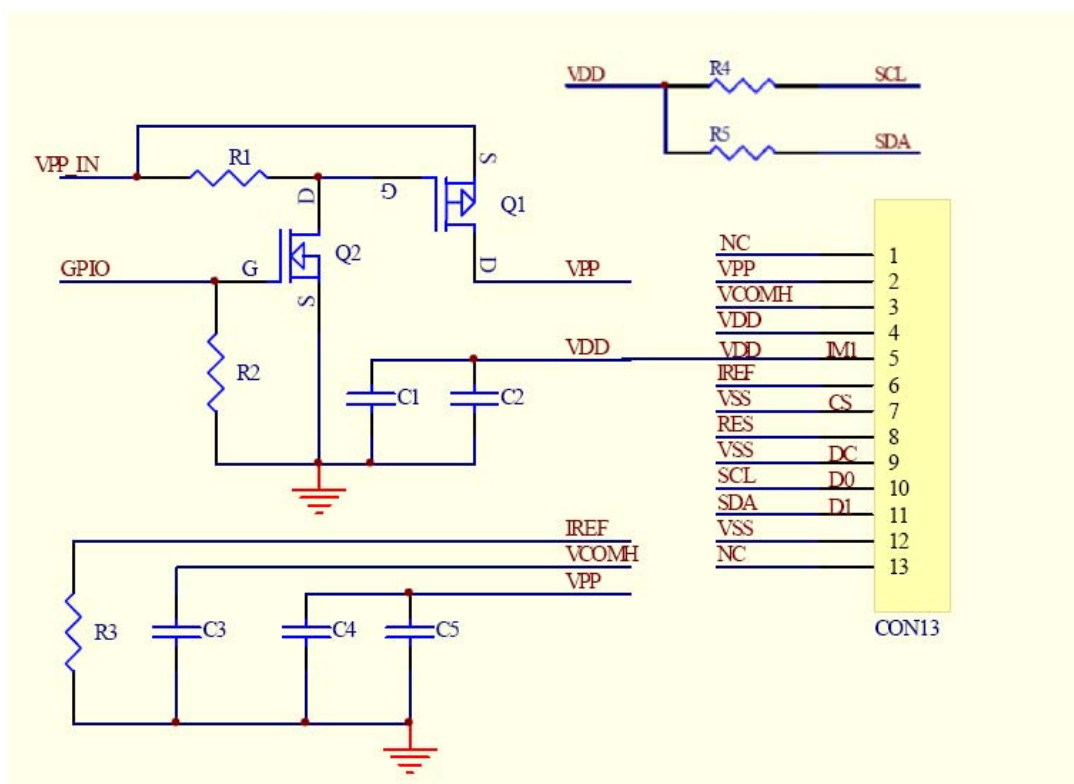 VDD R4 SCL
R5 SDA
VPP_IN R1 D G S Q1
GPIO G Q2 S D VPP
R2 C1 C2 VDD
NC 1
VPP 2
VCOMH 3
VDD 4
VDD IM1 5
IREF 6
VSS CS 7
RES 8
VSS DC 9
SCL D0 10
SDA D1 11
VSS 12
NC 13
CON13
IREF
VCOMH
VPP
R3 C3 C4 C5